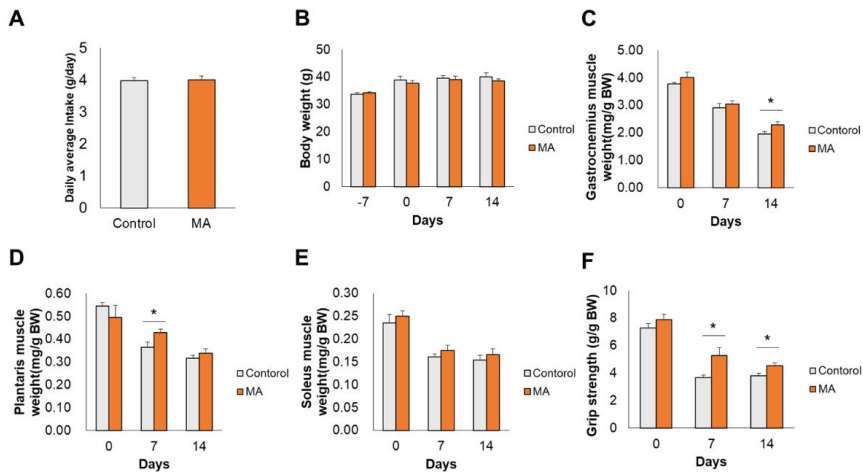 A
Daily average intake (g/day)
5
4
3
2
1
0
Control MA
B
Body weight (g)
50
40
30
20
10
0
-7 0 7 14
Days
Contorol
MA
C
Gastrocnemius muscle
weight(mg/g BW)
5.00
4.00
3.00
2.00
1.00
0.00
*
0 7 14
Days
Contorol
MA
D
Plantaris muscle
weight(mg/g BW)
0.60
0.50
0.40
0.30
0.20
0.10
0.00
*
0 7 14
Days
Contorol
MA
E
Soleus muscle
weight(mg/g BW)
0.30
0.25
0.20
0.15
0.10
0.05
0.00
0 7 14
Days
Contorol
MA
F
Grip strength (g/g BW)
10
8
6
4
2
0
*
*
0 7 14
Days
Contorol
MA